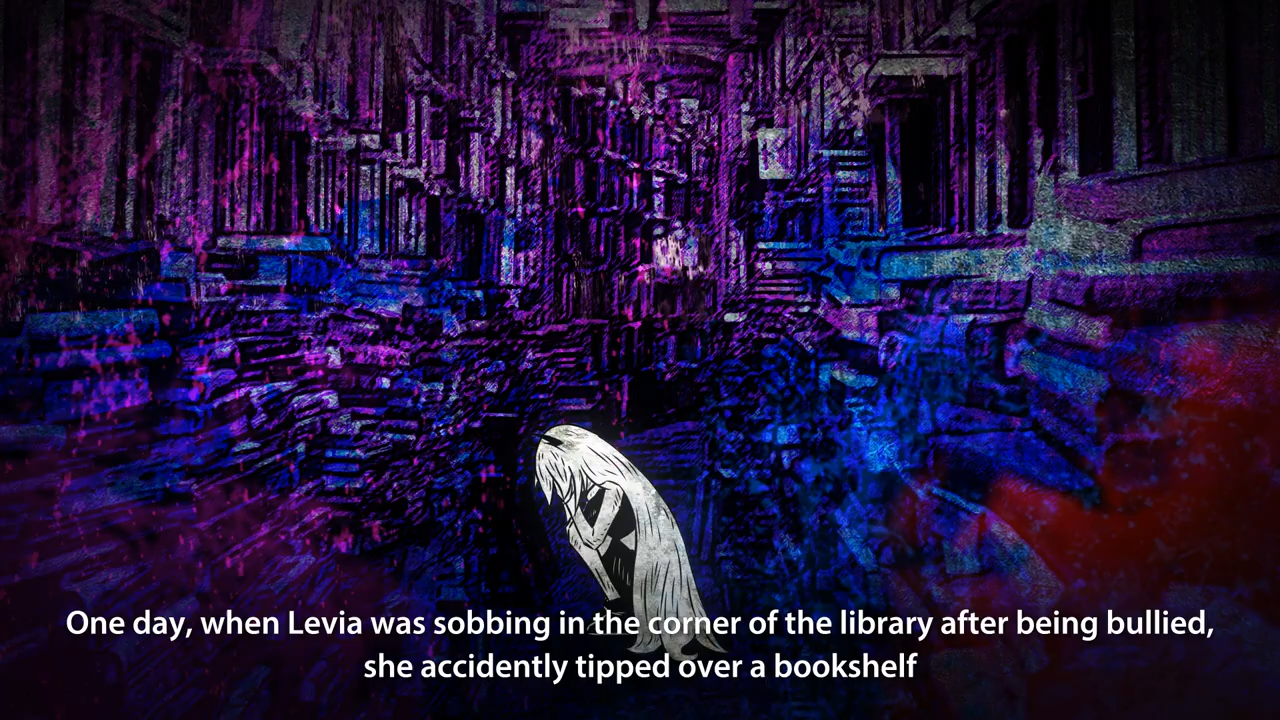 One day, when Levia was sobbing in the corner of the library after being bullied,
she accidently tipped over a bookshelf